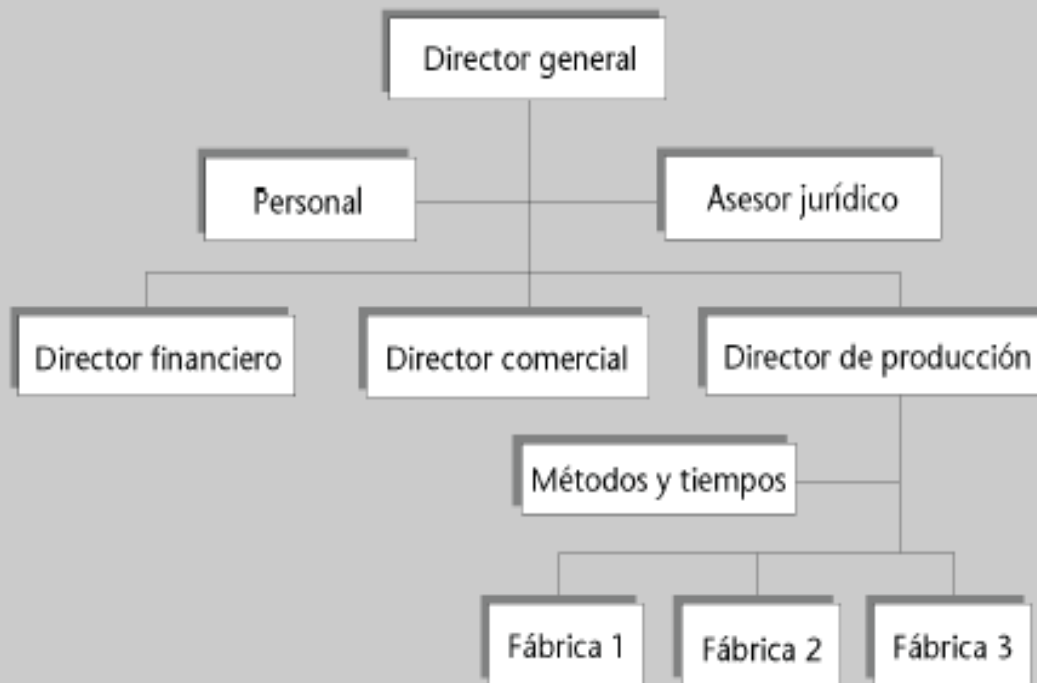 Director general
Personal
Asesor jurídico
Director financiero
Director comercial
Director de producción
Métodos y tiempos
Fábrica 1
Fábrica 2
Fábrica 3